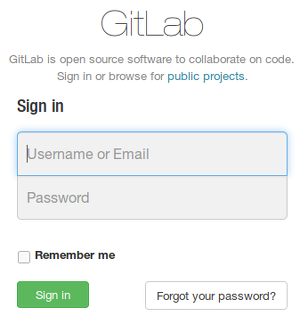 GitLab
GitLab is open source software to collaborate on code.
Sign in or browse for public projects.
Sign in
Username or Email
Password
Remember me
Sign in
Forgot your password?